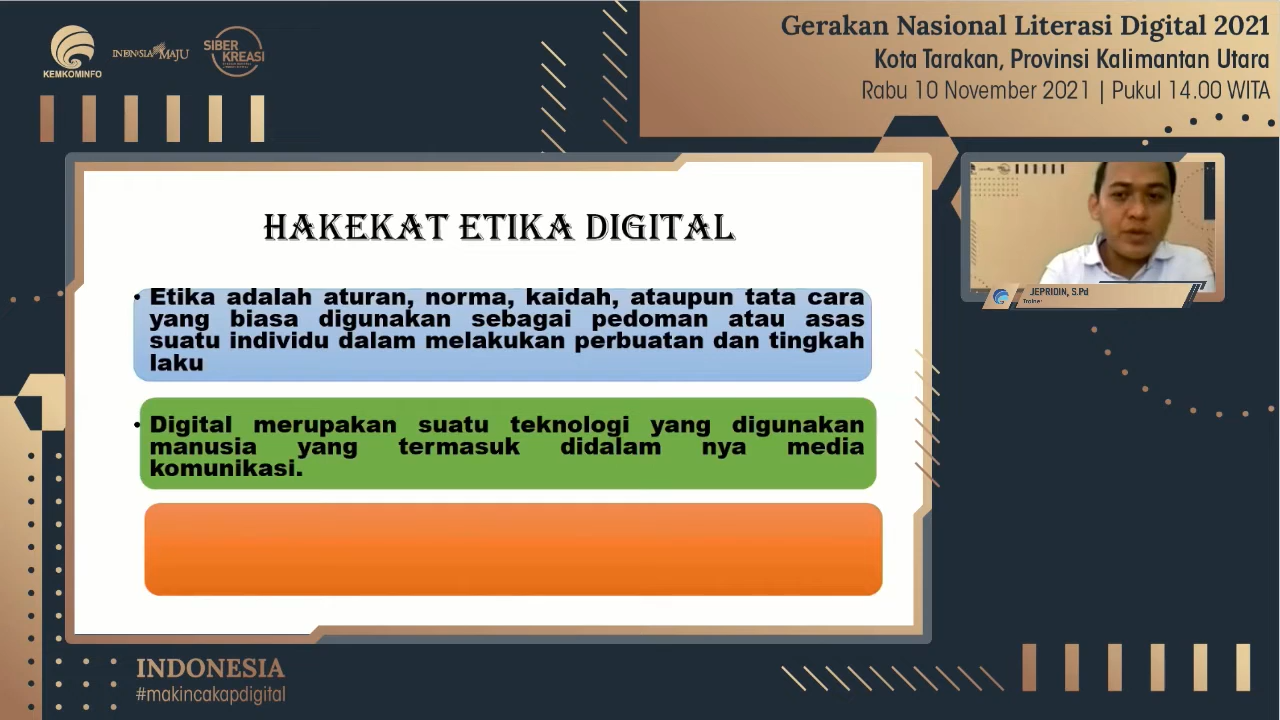 KEMKOMINFO
INDONESIA MAJU
SIBER
KREASI
Gerakan Nasional Literasi Digital 2021
Kota Tarakan, Provinsi Kalimantan Utara
Rabu 10 November 2021 | Pukul 14.00 WITA
HAKEKAT ETIKA DIGITAL
• Etika adalah aturan, norma, kaidah, ataupun tata cara
yang biasa digunakan sebagai pedoman atau asas
suatu individu dalam melakukan perbuatan dan tingkah
laku
• Digital merupakan suatu teknologi yang digunakan
manusia yang termasuk didalam nya media
komunikasi.
JEPRIDIN, S.Pd
Trainer
INDONESIA
#makincakapdigital